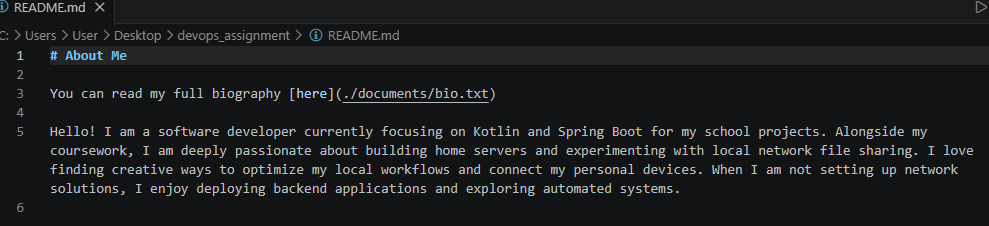 README.md
C: > Users > User > Desktop > devops_assignment > README.md
1 # About Me
2
3 You can read my full biography [here](./documents/bio.txt)
4
5 Hello! I am a software developer currently focusing on Kotlin and Spring Boot for my school projects. Alongside my
coursework, I am deeply passionate about building home servers and experimenting with local network file sharing. I love
finding creative ways to optimize my local workflows and connect my personal devices. When I am not setting up network
solutions, I enjoy deploying backend applications and exploring automated systems.
6